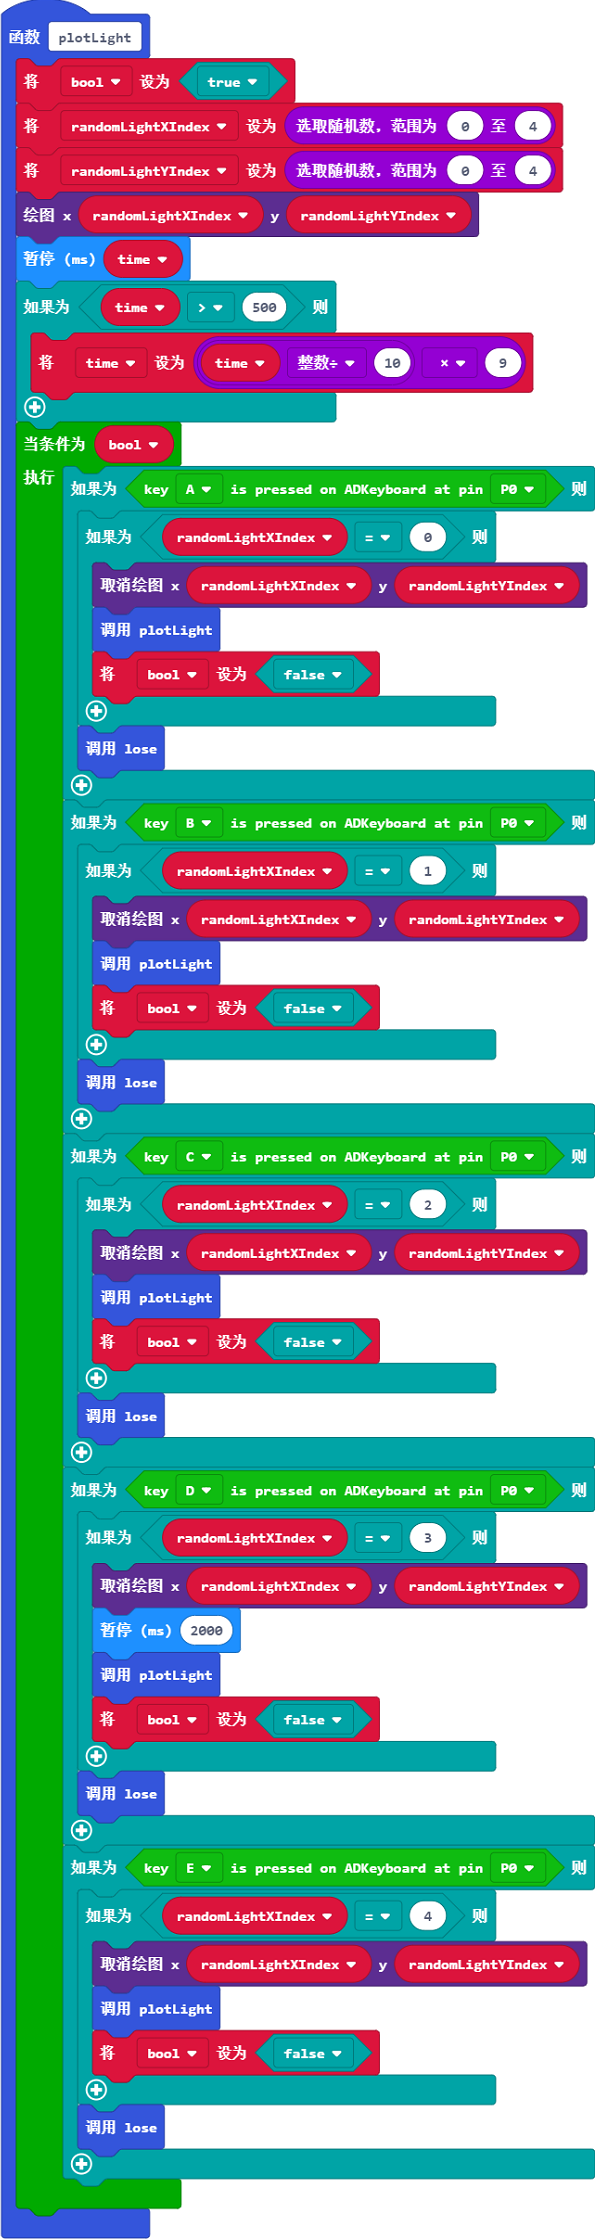 函数 plotLight
将 bool 设为 true
将 randomLightXIndex 设为 选取随机数，范围为 0 至 4
将 randomLightYIndex 设为 选取随机数，范围为 0 至 4
绘图 x randomLightXIndex y randomLightYIndex
暂停 (ms) time
如果为 time > 500 则
将 time 设为 time 整数÷ 10 × 9
当条件为 bool
执行 如果为 key A is pressed on ADKeyboard at pin P0 则
如果为 randomLightXIndex = 0 则
取消绘图 x randomLightXIndex y randomLightYIndex
调用 plotLight
将 bool 设为 false
调用 lose
如果为 key B is pressed on ADKeyboard at pin P0 则
如果为 randomLightXIndex = 1 则
取消绘图 x randomLightXIndex y randomLightYIndex
调用 plotLight
将 bool 设为 false
调用 lose
如果为 key C is pressed on ADKeyboard at pin P0 则
如果为 randomLightXIndex = 2 则
取消绘图 x randomLightXIndex y randomLightYIndex
调用 plotLight
将 bool 设为 false
调用 lose
如果为 key D is pressed on ADKeyboard at pin P0 则
如果为 randomLightXIndex = 3 则
取消绘图 x randomLightXIndex y randomLightYIndex
暂停 (ms) 2000
调用 plotLight
将 bool 设为 false
调用 lose
如果为 key E is pressed on ADKeyboard at pin P0 则
如果为 randomLightXIndex = 4 则
取消绘图 x randomLightXIndex y randomLightYIndex
调用 plotLight
将 bool 设为 false
调用 lose